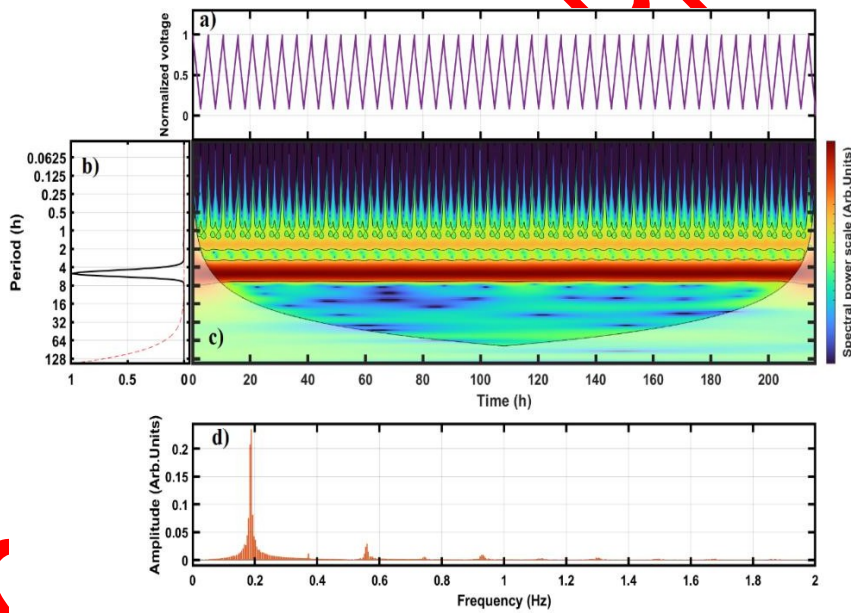 a)
Normalized voltage
1
0.5
0
b)
Period (h)
0.0625
0.125
0.25
0.5
1
2
4
8
16
32
64
128
1 0.5 0
c)
0 20 40 60 80 100 120 140 160 180 200
Time (h)
Spectral power scale (Arb.Units)
d)
Amplitude (Arb.Units)
0.2
0.15
0.1
0.05
0
0 0.2 0.4 0.6 0.8 1 1.2 1.4 1.6 1.8 2
Frequency (Hz)